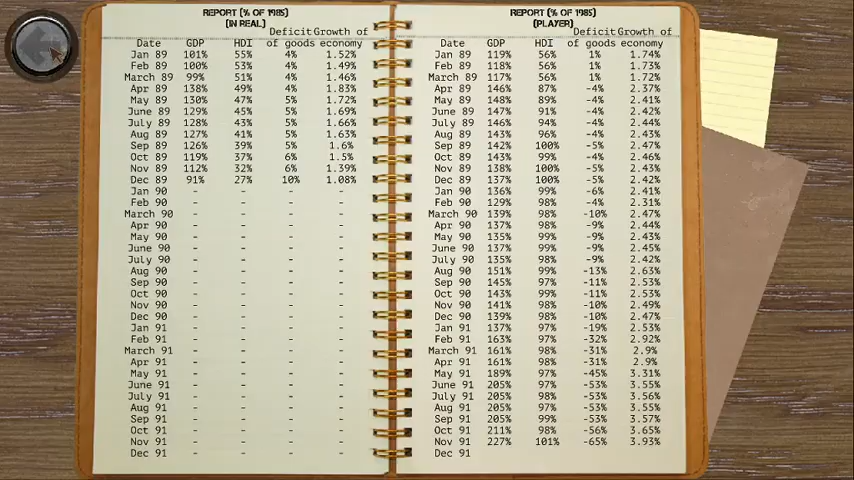 REPORT (% OF 1985)
(IN REAL)
Deficit Growth of
Date GDP HDI of goods economy
Jan 89 101% 55% 4% 1.52%
Feb 89 100% 53% 4% 1.49%
March 89 99% 51% 4% 1.46%
Apr 89 138% 49% 4% 1.83%
May 89 130% 47% 5% 1.72%
June 89 129% 45% 5% 1.69%
July 89 128% 43% 5% 1.66%
Aug 89 127% 41% 5% 1.63%
Sep 89 126% 39% 5% 1.6%
Oct 89 119% 37% 6% 1.5%
Nov 89 112% 32% 6% 1.39%
Dec 89 91% 27% 10% 1.08%
Jan 90 - - - -
Feb 90 - - - -
March 90 - - - -
Apr 90 - - - -
May 90 - - - -
June 90 - - - -
July 90 - - - -
Aug 90 - - - -
Sep 90 - - - -
Oct 90 - - - -
Nov 90 - - - -
Dec 90 - - - -
Jan 91 - - - -
Feb 91 - - - -
March 91 - - - -
Apr 91 - - - -
May 91 - - - -
June 91 - - - -
July 91 - - - -
Aug 91 - - - -
Sep 91 - - - -
Oct 91 - - - -
Nov 91 - - - -
Dec 91 - - - -
REPORT (% OF 1985)
(PLAYER)
Deficit Growth of
Date GDP HDI of goods economy
Jan 89 119% 56% 1% 1.74%
Feb 89 118% 56% 1% 1.73%
March 89 117% 56% 1% 1.72%
Apr 89 146% 87% -4% 2.37%
May 89 148% 89% -4% 2.41%
June 89 147% 91% -4% 2.42%
July 89 146% 94% -4% 2.44%
Aug 89 143% 96% -4% 2.43%
Sep 89 142% 100% -5% 2.47%
Oct 89 143% 99% -4% 2.46%
Nov 89 138% 100% -5% 2.43%
Dec 89 137% 100% -5% 2.42%
Jan 90 136% 99% -6% 2.41%
Feb 90 129% 98% -4% 2.31%
March 90 139% 98% -10% 2.47%
Apr 90 137% 98% -9% 2.44%
May 90 135% 99% -9% 2.43%
June 90 137% 98% -9% 2.45%
July 90 135% 98% -9% 2.42%
Aug 90 151% 99% -13% 2.63%
Sep 90 145% 97% -11% 2.53%
Oct 90 143% 99% -11% 2.53%
Nov 90 141% 98% -10% 2.49%
Dec 90 139% 98% -10% 2.47%
Jan 91 137% 97% -19% 2.53%
Feb 91 163% 97% -32% 2.92%
March 91 161% 98% -31% 2.9%
Apr 91 161% 98% -31% 2.9%
May 91 189% 97% -45% 3.31%
June 91 205% 97% -53% 3.55%
July 91 205% 98% -53% 3.56%
Aug 91 205% 98% -53% 3.55%
Sep 91 205% 99% -53% 3.57%
Oct 91 211% 98% -56% 3.65%
Nov 91 227% 101% -65% 3.93%
Dec 91